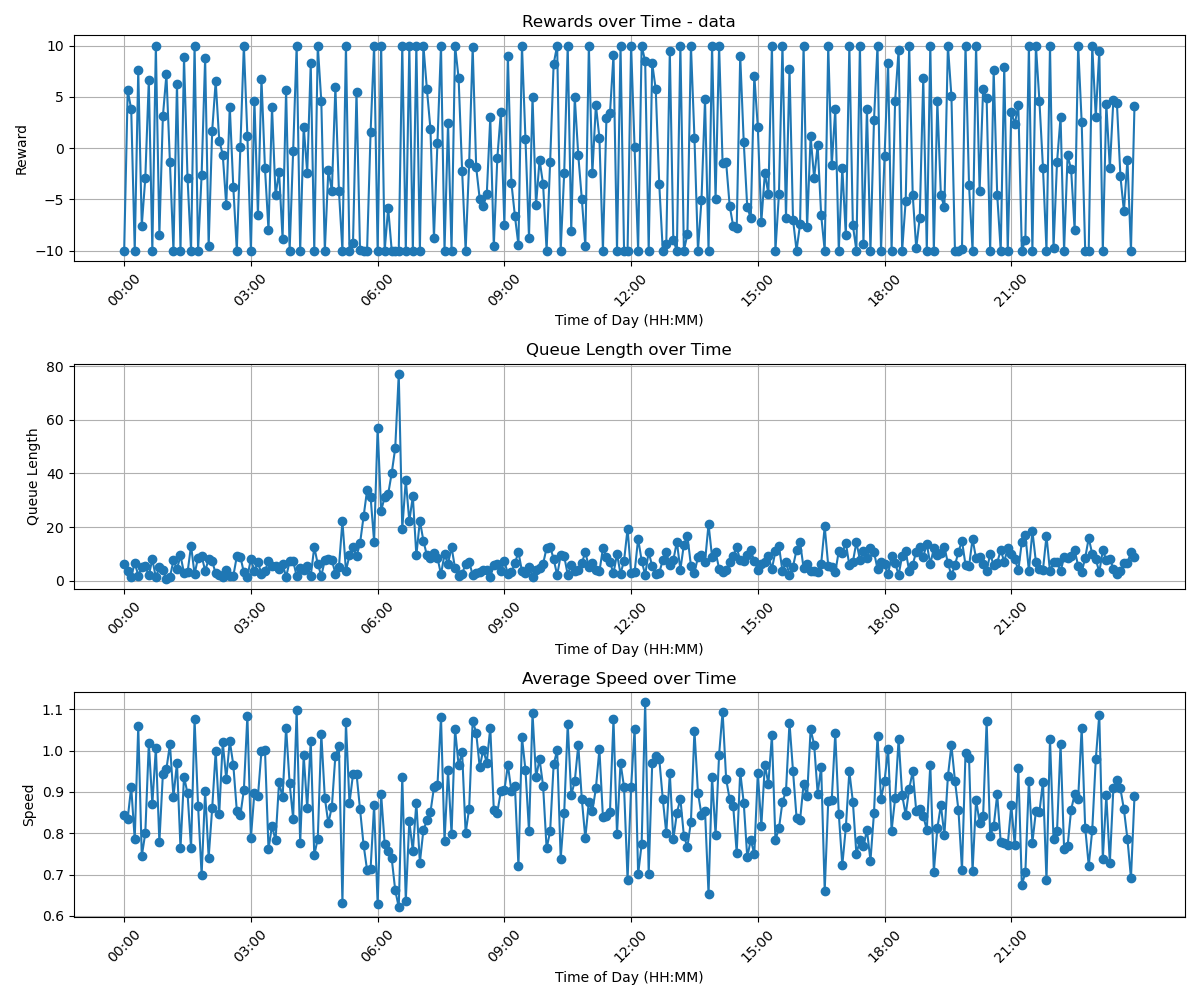 Rewards over Time - data
10
5
0
−5
−10
Reward
00:00 03:00 06:00 09:00 12:00 15:00 18:00 21:00
Time of Day (HH:MM)
Queue Length over Time
80
60
40
20
0
Queue Length
00:00 03:00 06:00 09:00 12:00 15:00 18:00 21:00
Time of Day (HH:MM)
Average Speed over Time
1.1
1.0
0.9
0.8
0.7
0.6
Speed
00:00 03:00 06:00 09:00 12:00 15:00 18:00 21:00
Time of Day (HH:MM)